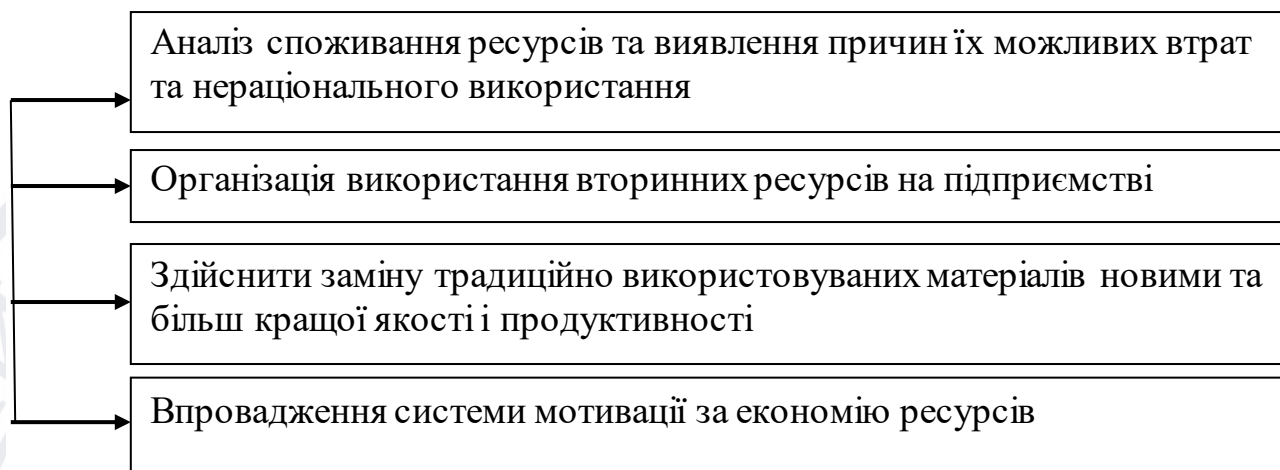 Аналіз споживання ресурсів та виявлення причин їх можливих втрат
та нераціонального використання
Організація використання вторинних ресурсів на підприємстві
Здійснити заміну традиційно використовуваних матеріалів новими та
більш кращої якості і продуктивності
Впровадження системи мотивації за економію ресурсів